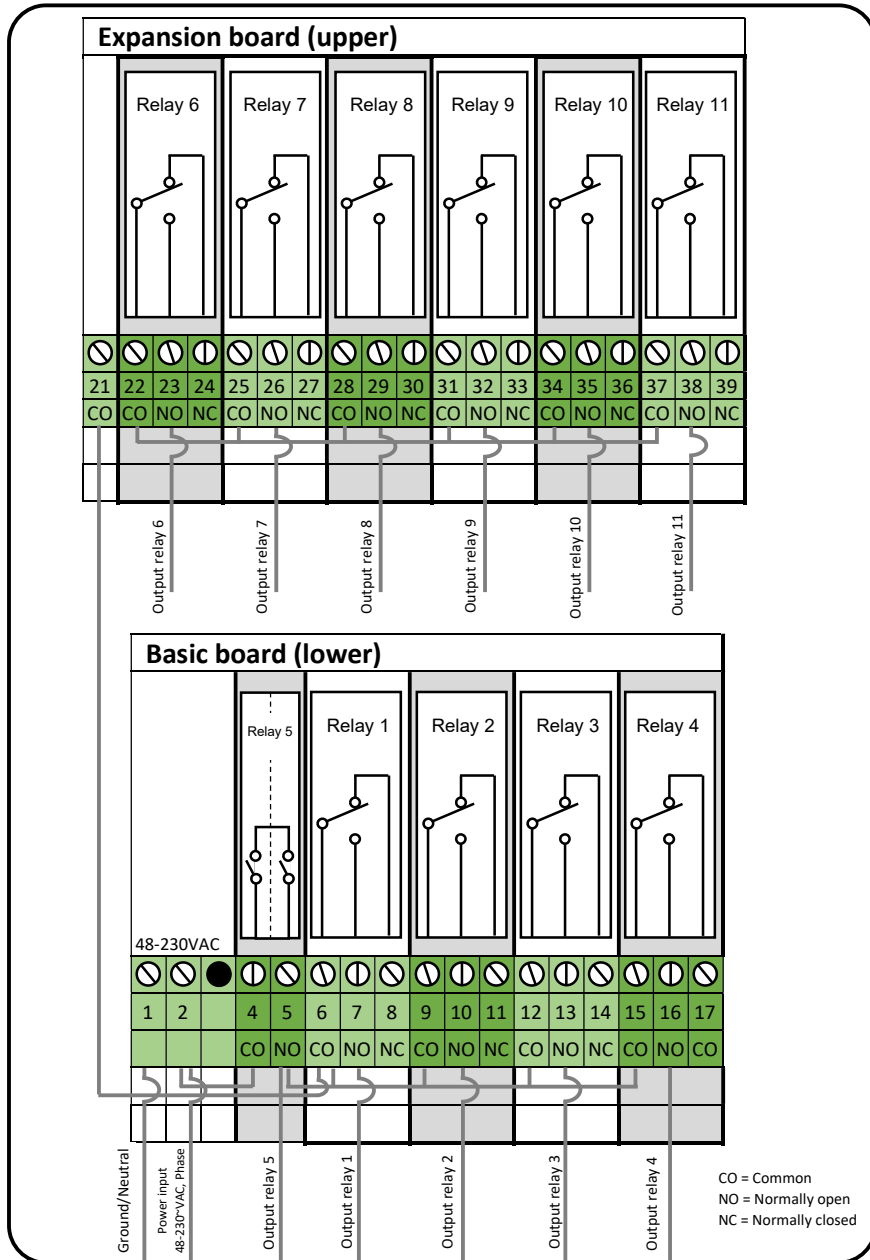 Expansion board (upper)
Relay 6 Relay 7 Relay 8 Relay 9 Relay 10 Relay 11
21 22 23 24 25 26 27 28 29 30 31 32 33 34 35 36 37 38 39
CO CO NO NC CO NO NC CO NO NC CO NO NC CO NO NC CO NO NC
Output relay 6
Output relay 7
Output relay 8
Output relay 9
Output relay 10
Output relay 11
Basic board (lower)
Relay 5 Relay 1 Relay 2 Relay 3 Relay 4
48-230VAC
1 2 4 5 6 7 8 9 10 11 12 13 14 15 16 17
CO NO CO NO NC CO NO NC CO NO NC CO NO CO
Ground/Neutral
Power input
48-230~VAC, Phase
Output relay 5
Output relay 1
Output relay 2
Output relay 3
Output relay 4
CO = Common
NO = Normally open
NC = Normally closed